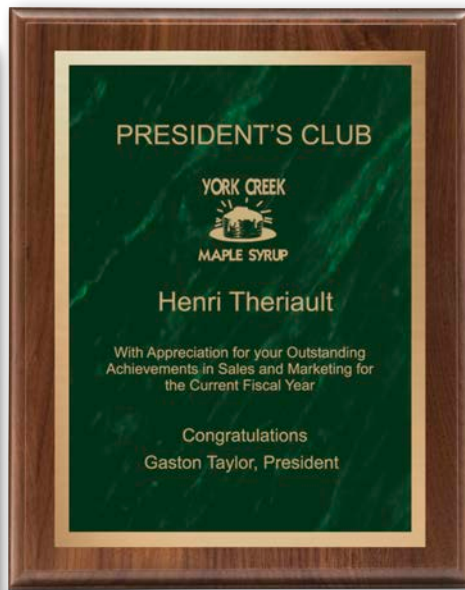 PRESIDENT'S CLUB
YORK CREEK
MAPLE SYRUP
Henri Theriault
With Appreciation for your Outstanding
Achievements in Sales and Marketing for
the Current Fiscal Year
Congratulations
Gaston Taylor, President